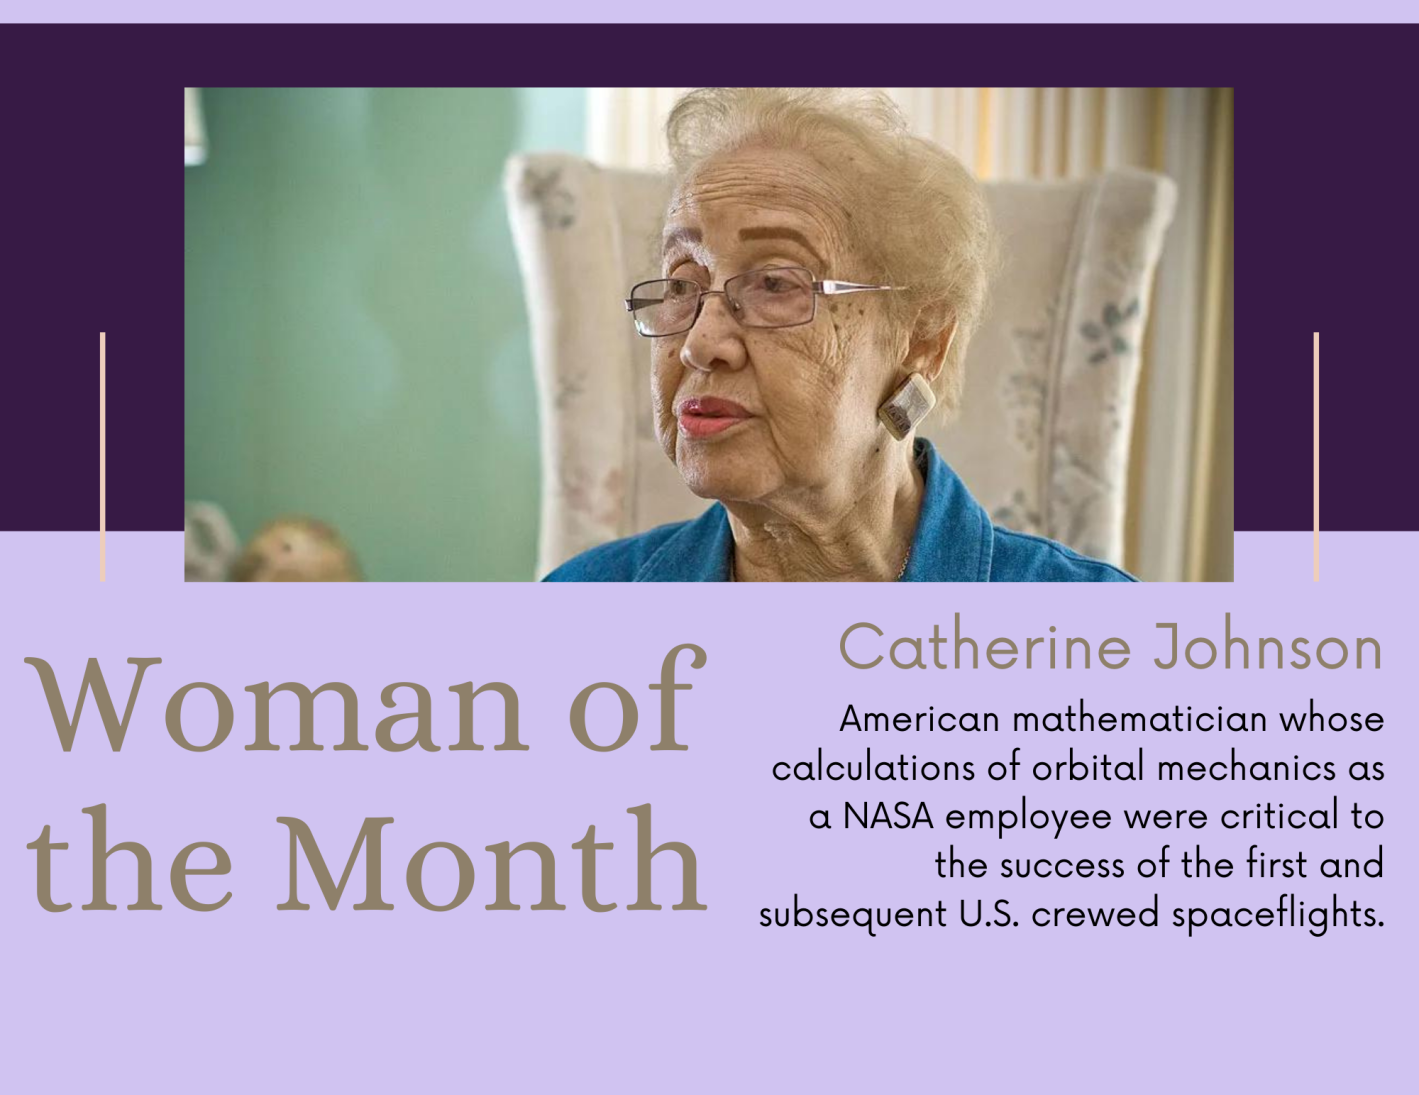 Woman of
the Month
Catherine Johnson
American mathematician whose
calculations of orbital mechanics as
a NASA employee were critical to
the success of the first and
subsequent U.S. crewed spaceflights.